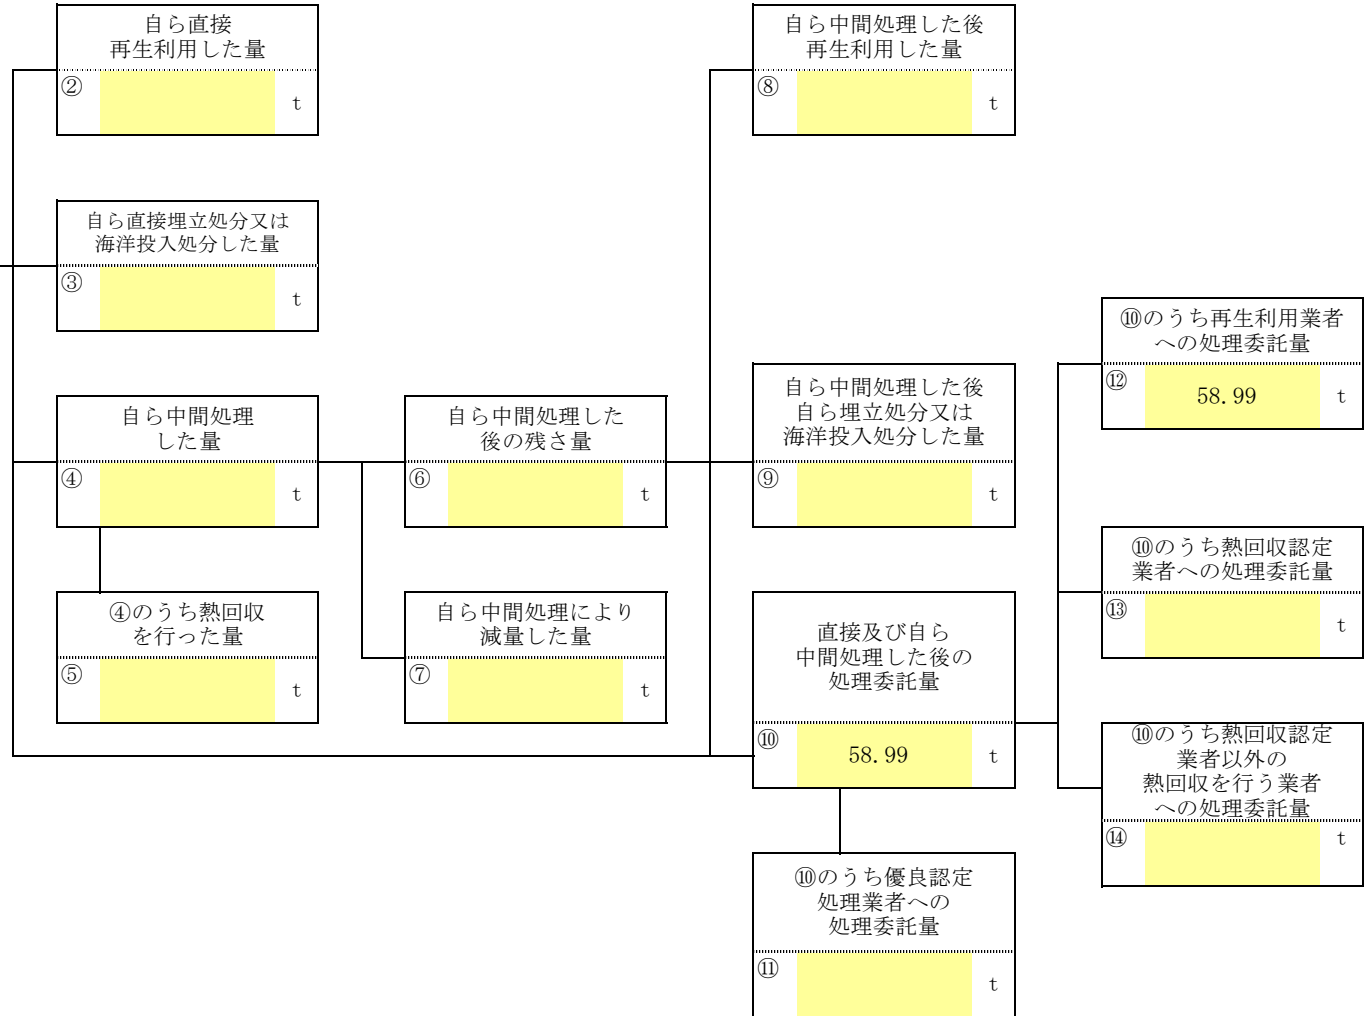 自ら直接
再生利用した量
②
t
自ら中間処理した後
再生利用した量
⑧
t
自ら直接埋立処分又は
海洋投入処分した量
③
t
⑩のうち再生利用業者
への処理委託量
⑫
58.99
t
自ら中間処理
した量
④
t
自ら中間処理した
後の残さ量
⑥
t
自ら中間処理した後
自ら埋立処分又は
海洋投入処分した量
⑨
t
⑩のうち熱回収認定
業者への処理委託量
⑬
t
④のうち熱回収
を行った量
⑤
t
自ら中間処理により
減量した量
⑦
t
直接及び自ら
中間処理した後の
処理委託量
⑩
58.99
t
⑩のうち熱回収認定
業者以外の
熱回収を行う業者
への処理委託量
⑭
t
⑩のうち優良認定
処理業者への
処理委託量
⑪
t